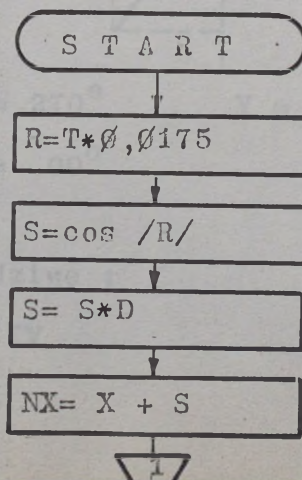 S T A R T
R=T*Ø,Ø175
S=cos /R/
S= S*D
NX= X + S
1